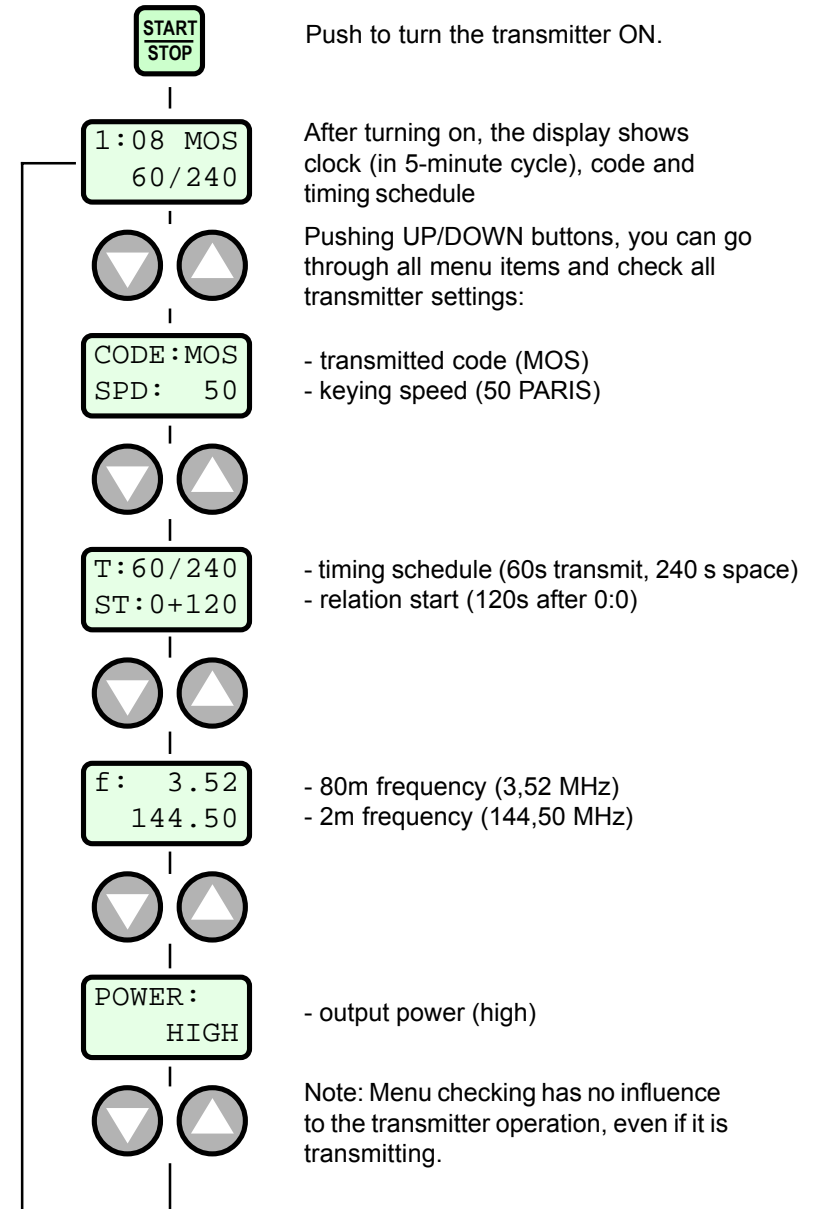 START
STOP
Push to turn the transmitter ON.
1:08 MOS
60/240
After turning on, the display shows
clock (in 5-minute cycle), code and
timing schedule
Pushing UP/DOWN buttons, you can go
through all menu items and check all
transmitter settings:
CODE:MOS
SPD: 50
- transmitted code (MOS)
- keying speed (50 PARIS)
T:60/240
ST:0+120
- timing schedule (60s transmit, 240 s space)
- relation start (120s after 0:0)
f: 3.52
144.50
- 80m frequency (3,52 MHz)
- 2m frequency (144,50 MHz)
POWER:
HIGH
- output power (high)
Note: Menu checking has no influence
to the transmitter operation, even if it is
transmitting.